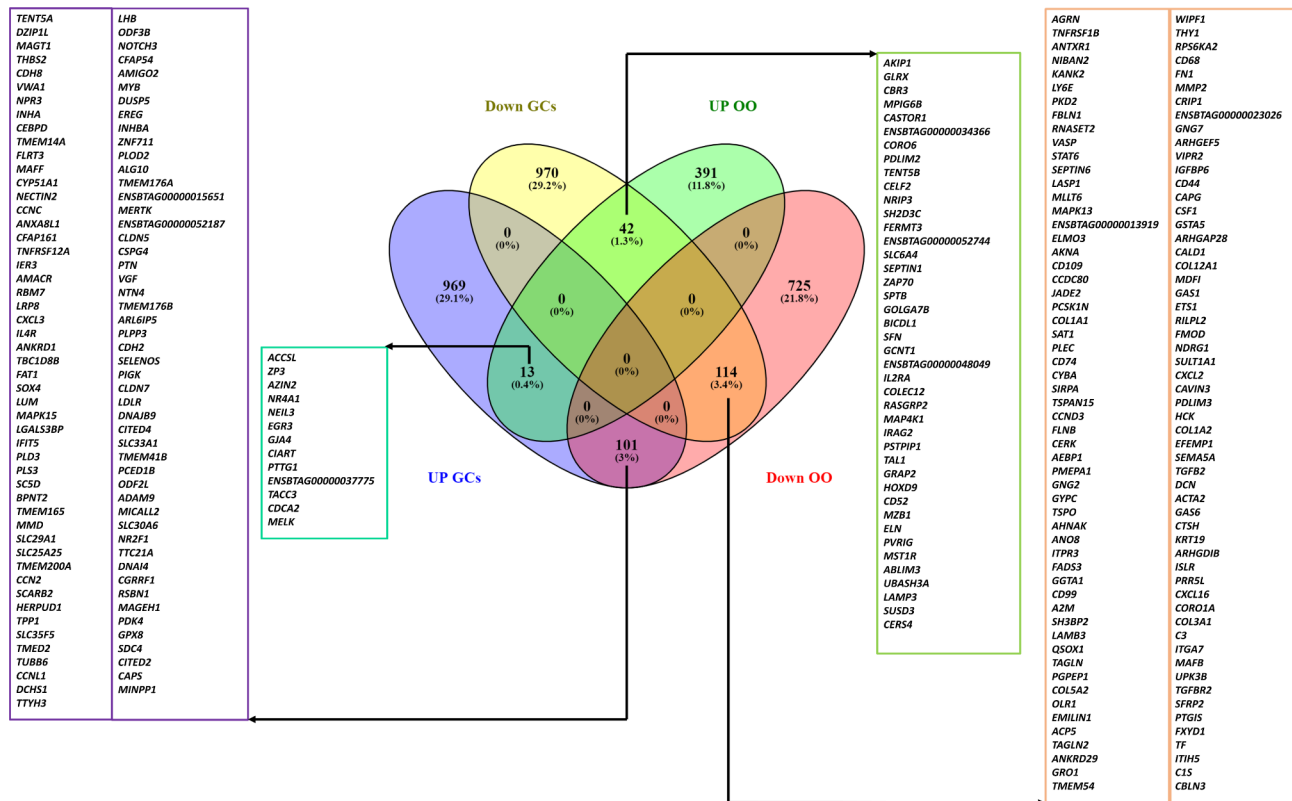 TENT5A
DZIP1L
MAGT1
THBS2
CDH8
VWA1
NPR3
INHA
CEBPD
TMEM14A
FLRT3
MAFF
CYP51A1
NECTIN2
CCNC
ANXA8L1
CFAP161
TNFRSF12A
IER3
AMACR
RBM7
LRP8
CXCL3
IL4R
ANKRD1
TBC1D8B
FAT1
SOX4
LUM
MAPK15
LGALS3BP
IFIT5
PLD3
PLS3
SC5D
BPNT2
TMEM165
MMD
SLC29A1
SLC25A25
TMEM200A
CCN2
SCARB2
HERPUD1
TPP1
SLC35F5
TMED2
TUBB6
CCNL1
DCHS1
TTYH3
LHB
ODF3B
NOTCH3
CFAP54
AMIGO2
MYB
DUSP5
EREG
INHBA
ZNF711
PLOD2
ALG10
TMEM176A
ENSBTAG00000015651
MERTK
ENSBTAG00000052187
CLDN5
CSPG4
PTN
VGF
NTN4
TMEM176B
ARL6IP5
PLPP3
CDH2
SELENOS
PIGK
CLDN7
LDLR
DNAJB9
CITED4
SLC33A1
TMEM41B
PCED1B
ODF2L
ADAM9
MICALL2
SLC30A6
NR2F1
TTC21A
DNAI4
CGRRF1
RSBN1
MAGEH1
PDK4
GPX8
SDC4
CITED2
CAPS
MINPP1
ACCSL
ZP3
AZIN2
NR4A1
NEIL3
EGR3
GJA4
CIART
PTTG1
ENSBTAG00000037775
TACC3
CDCA2
MELK
Down GCs
UP OO
UP GCs
Down OO
970
(29.2%)
391
(11.8%)
0
(0%)
42
(1.3%)
0
(0%)
969
(29.1%)
725
(21.8%)
0
(0%)
0
(0%)
0
(0%)
13
(0.4%)
114
(3.4%)
0
(0%)
0
(0%)
101
(3%)
AKIP1
GLRX
CBR3
MPIG6B
CASTOR1
ENSBTAG00000034366
CORO6
PDLIM2
TENT5B
CELF2
NRIP3
SH2D3C
FERMT3
ENSBTAG00000052744
SLC6A4
SEPTIN1
ZAP70
SPTB
GOLGA7B
BICDL1
SFN
GCNT1
ENSBTAG00000048049
IL2RA
COLEC12
RASGRP2
MAP4K1
IRAG2
PSTPIP1
TAL1
GRAP2
HOXD9
CD52
MZB1
ELN
PVRIG
MST1R
ABLIM3
UBASH3A
LAMP3
SUSD3
CERS4
AGRN
TNFRSF1B
ANTXR1
NIBAN2
KANK2
LY6E
PKD2
FBLN1
RNASET2
VASP
STAT6
SEPTIN6
LASP1
MLLT6
MAPK13
ENSBTAG00000013919
ELMO3
AKNA
CD109
CCDC80
JADE2
PCSK1N
COL1A1
SAT1
PLEC
CD74
CYBA
SIRPA
TSPAN15
CCND3
FLNB
CERK
AEBP1
PMEPA1
GNG2
GYPC
TSPO
AHNAK
ANO8
ITPR3
FADS3
GGTA1
CD99
A2M
SH3BP2
LAMB3
QSOX1
TAGLN
PGPEP1
COL5A2
OLR1
EMILIN1
ACP5
TAGLN2
ANKRD29
GRO1
TMEM54
WIPF1
THY1
RPS6KA2
CD68
FN1
MMP2
CRIP1
ENSBTAG00000023026
GNG7
ARHGEF5
VIPR2
IGFBP6
CD44
CAPG
CSF1
GSTA5
ARHGAP28
CALD1
COL12A1
MDFI
GAS1
ETS1
RILPL2
FMOD
NDRG1
SULT1A1
CXCL2
CAVIN3
PDLIM3
HCK
COL1A2
EFEMP1
SEMA5A
TGFB2
DCN
ACTA2
GAS6
CTSH
KRT19
ARHGDIB
ISLR
PRR5L
CXCL16
CORO1A
COL3A1
C3
ITGA7
MAFB
UPK3B
TGFBR2
SFRP2
PTGIS
FXYD1
TF
ITIH5
C1S
CBLN3